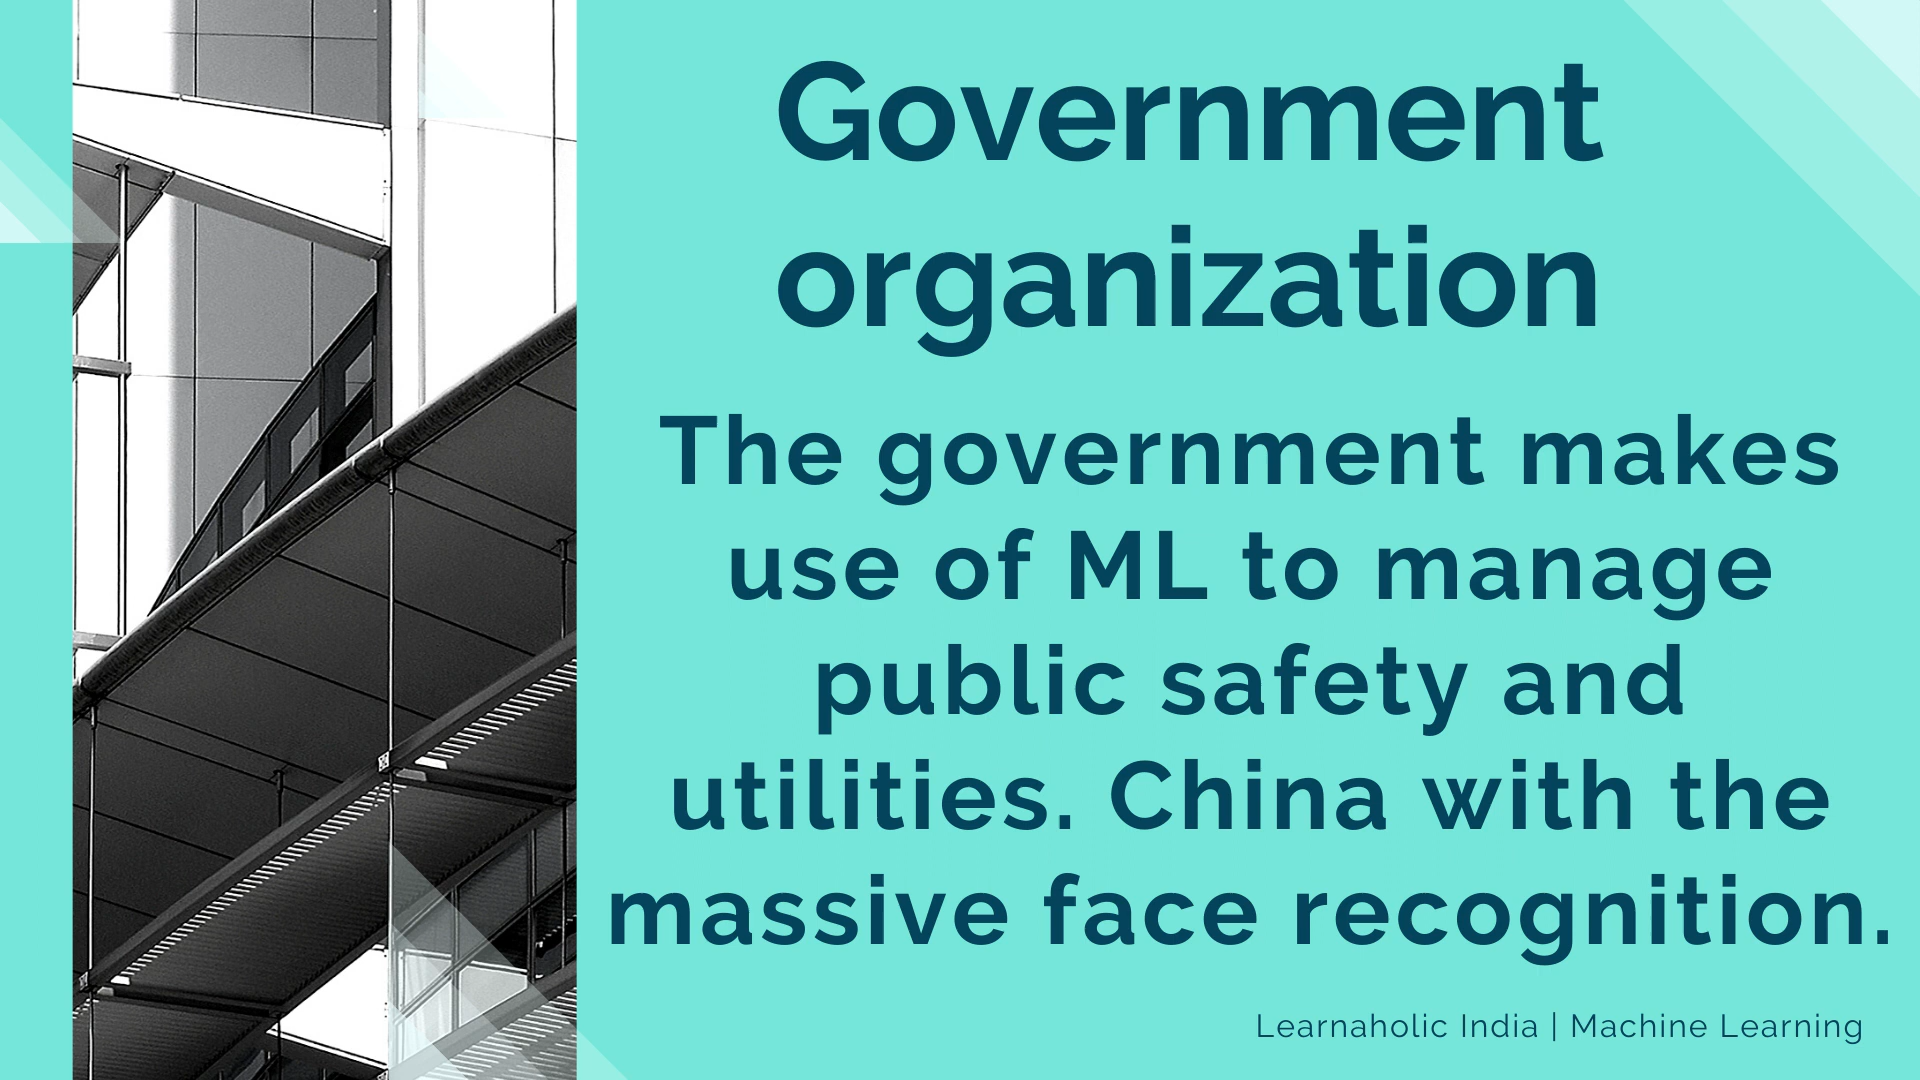 Government
organization
The government makes
use of ML to manage
public safety and
utilities. China with the
massive face recognition.
Learnaholic India | Machine Learning